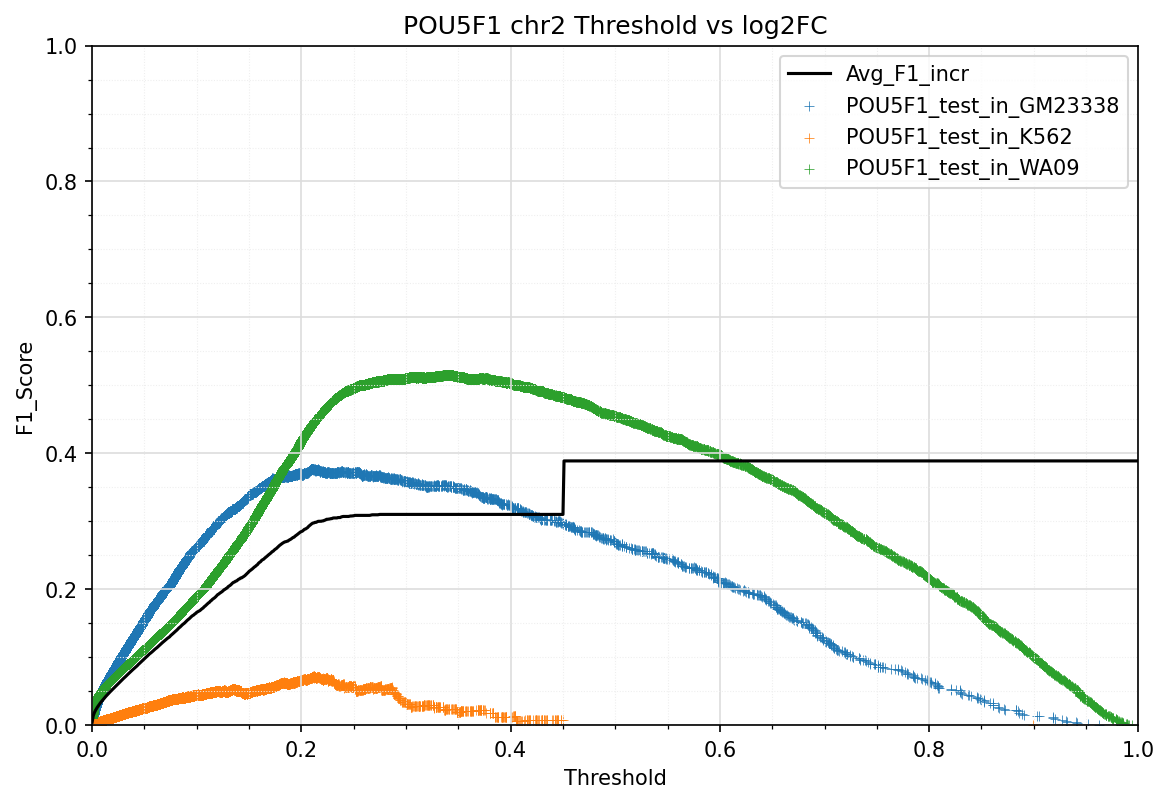 POU5F1 chr2 Threshold vs log2FC
Avg_F1_incr
POU5F1_test_in_GM23338
POU5F1_test_in_K562
POU5F1_test_in_WA09
F1_Score
1.0
0.8
0.6
0.4
0.2
0.0
0.0 0.2 0.4 0.6 0.8 1.0
Threshold